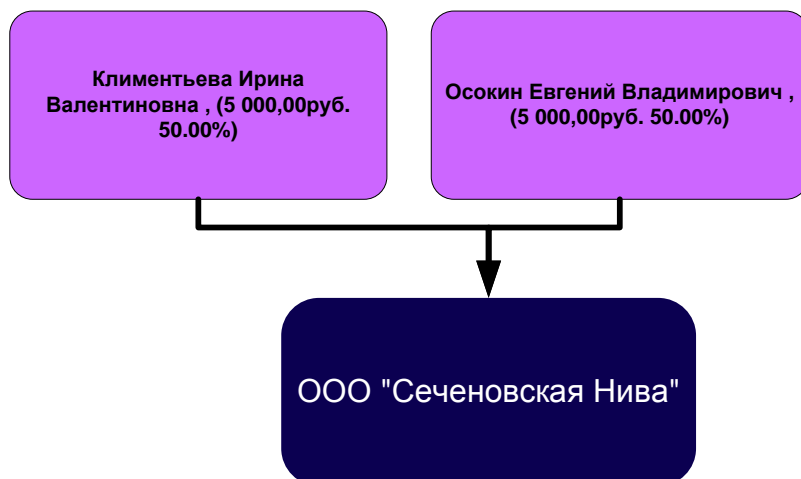 Климентьева Ирина
Валентиновна , (5 000,00руб.
50.00%)
Осокин Евгений Владимирович ,
(5 000,00руб. 50.00%)
ООО "Сеченовская Нива"